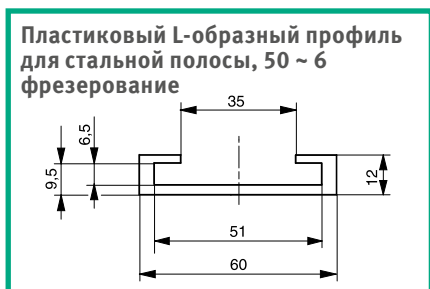 Пластиковый L-образный профиль
для стальной полосы, 50 ~ 6
фрезерование
35
6,5
9,5
12
51
60